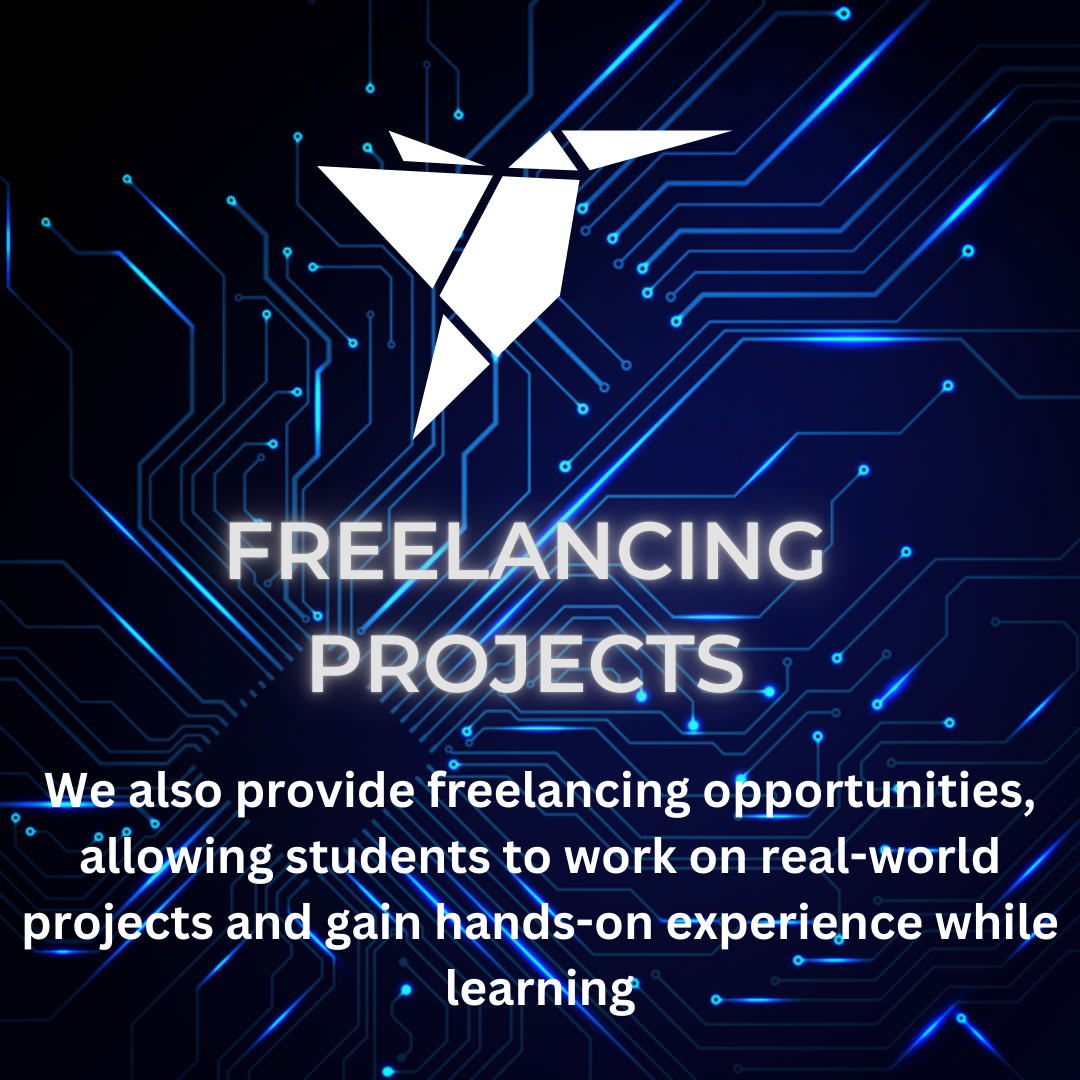 FREELANCING
PROJECTS
We also provide freelancing opportunities,
allowing students to work on real-world
projects and gain hands-on experience while
learning